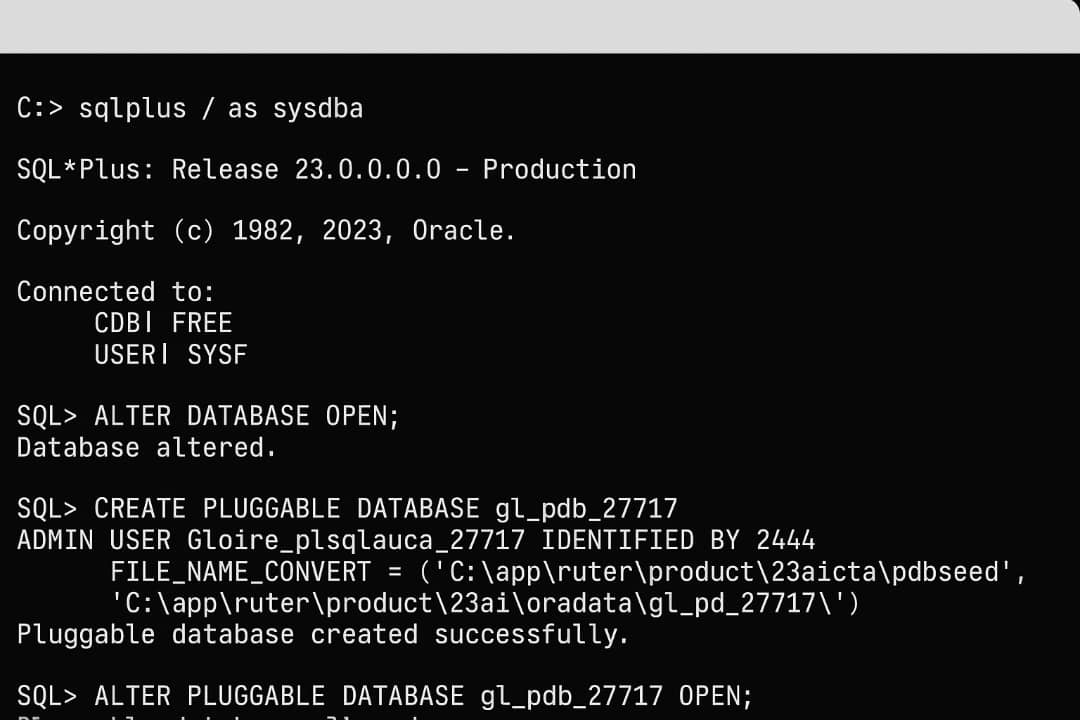 C:> sqlplus / as sysdba
SQL*Plus: Release 23.0.0.0.0 – Production
Copyright (c) 1982, 2023, Oracle.
Connected to:
CDB| FREE
USER| SYSF
SQL> ALTER DATABASE OPEN;
Database altered.
SQL> CREATE PLUGGABLE DATABASE gl_pdb_27717
ADMIN USER Gloire_plsqlauca_27717 IDENTIFIED BY 2444
FILE_NAME_CONVERT = ('C:\app\ruter\product\23aicta\pdbseed',
'C:\app\ruter\product\23ai\oradata\gl_pd_27717\')
Pluggable database created successfully.
SQL> ALTER PLUGGABLE DATABASE gl_pdb_27717 OPEN;